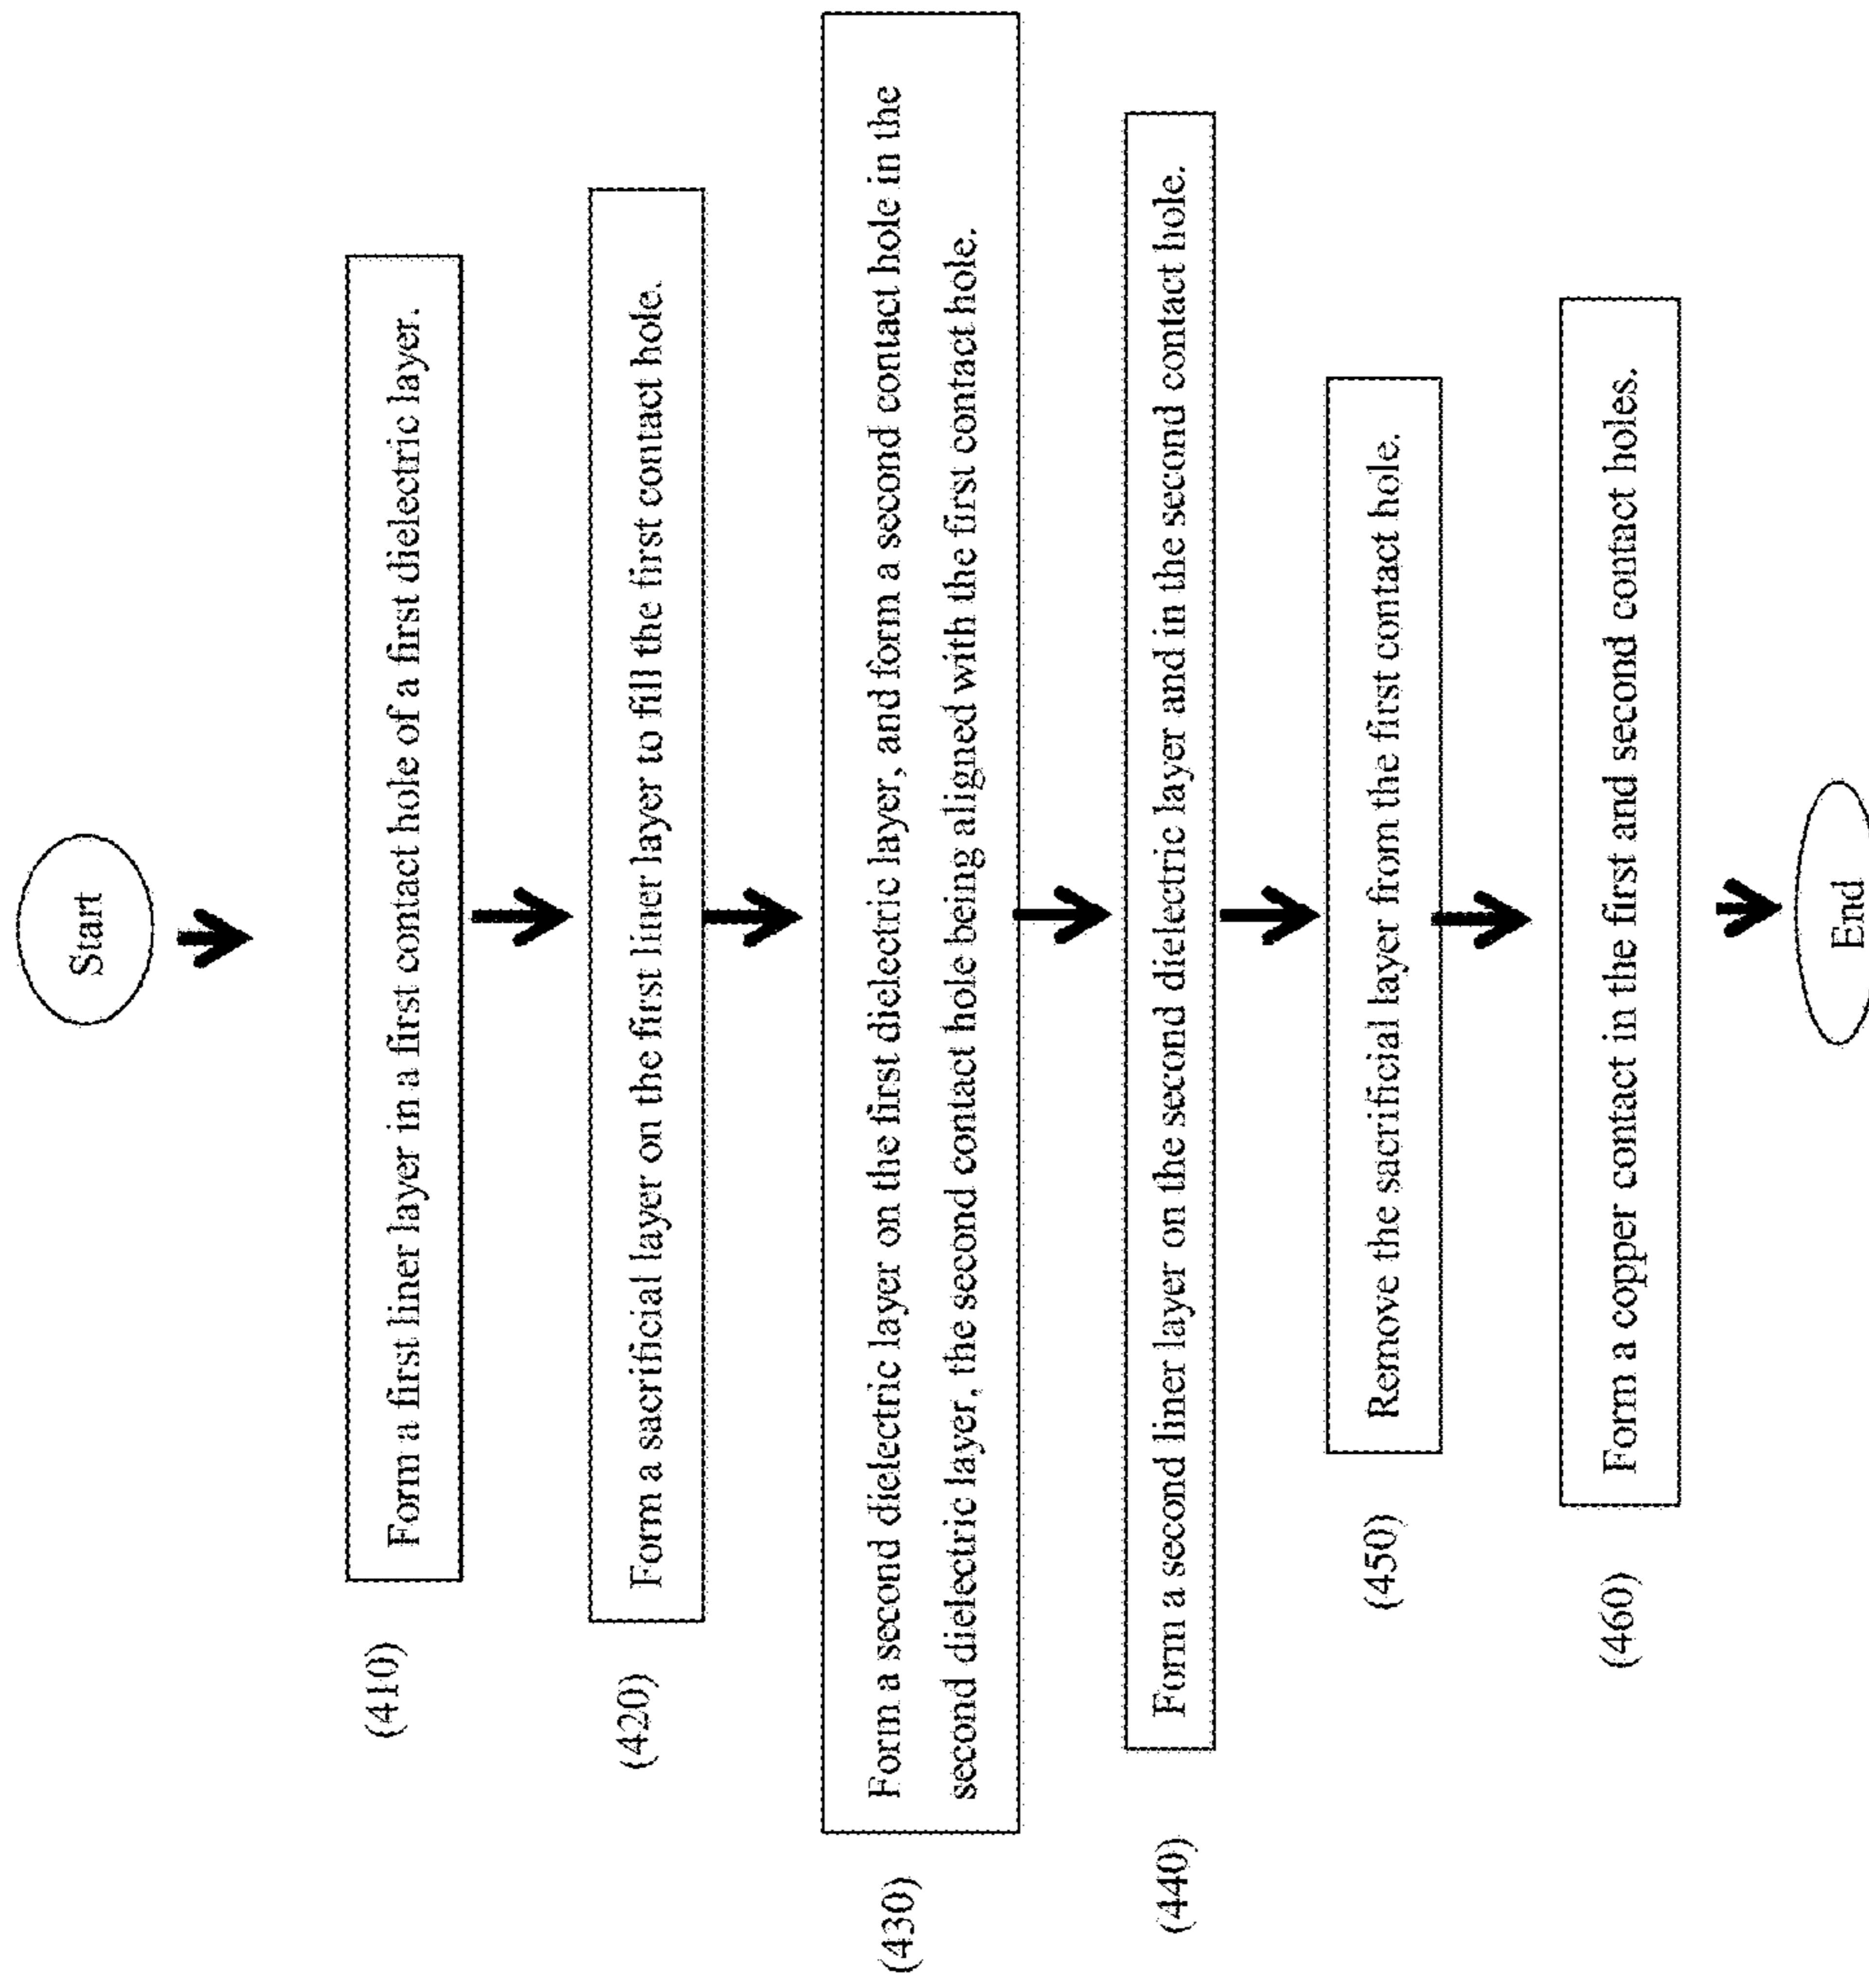 Start
(410)
Form a first liner layer in a first contact hole of a first dielectric layer.
(420)
Form a sacrificial layer on the first liner layer to fill the first contact hole.
(430)
Form a second dielectric layer on the first dielectric layer, and form a second contact hole in the
second dielectric layer, the second contact hole being aligned with the first contact hole.
(440)
Form a second liner layer on the second dielectric layer and in the second contact hole.
(450)
Remove the sacrificial layer from the first contact hole.
(460)
Form a copper contact in the first and second contact holes.
End